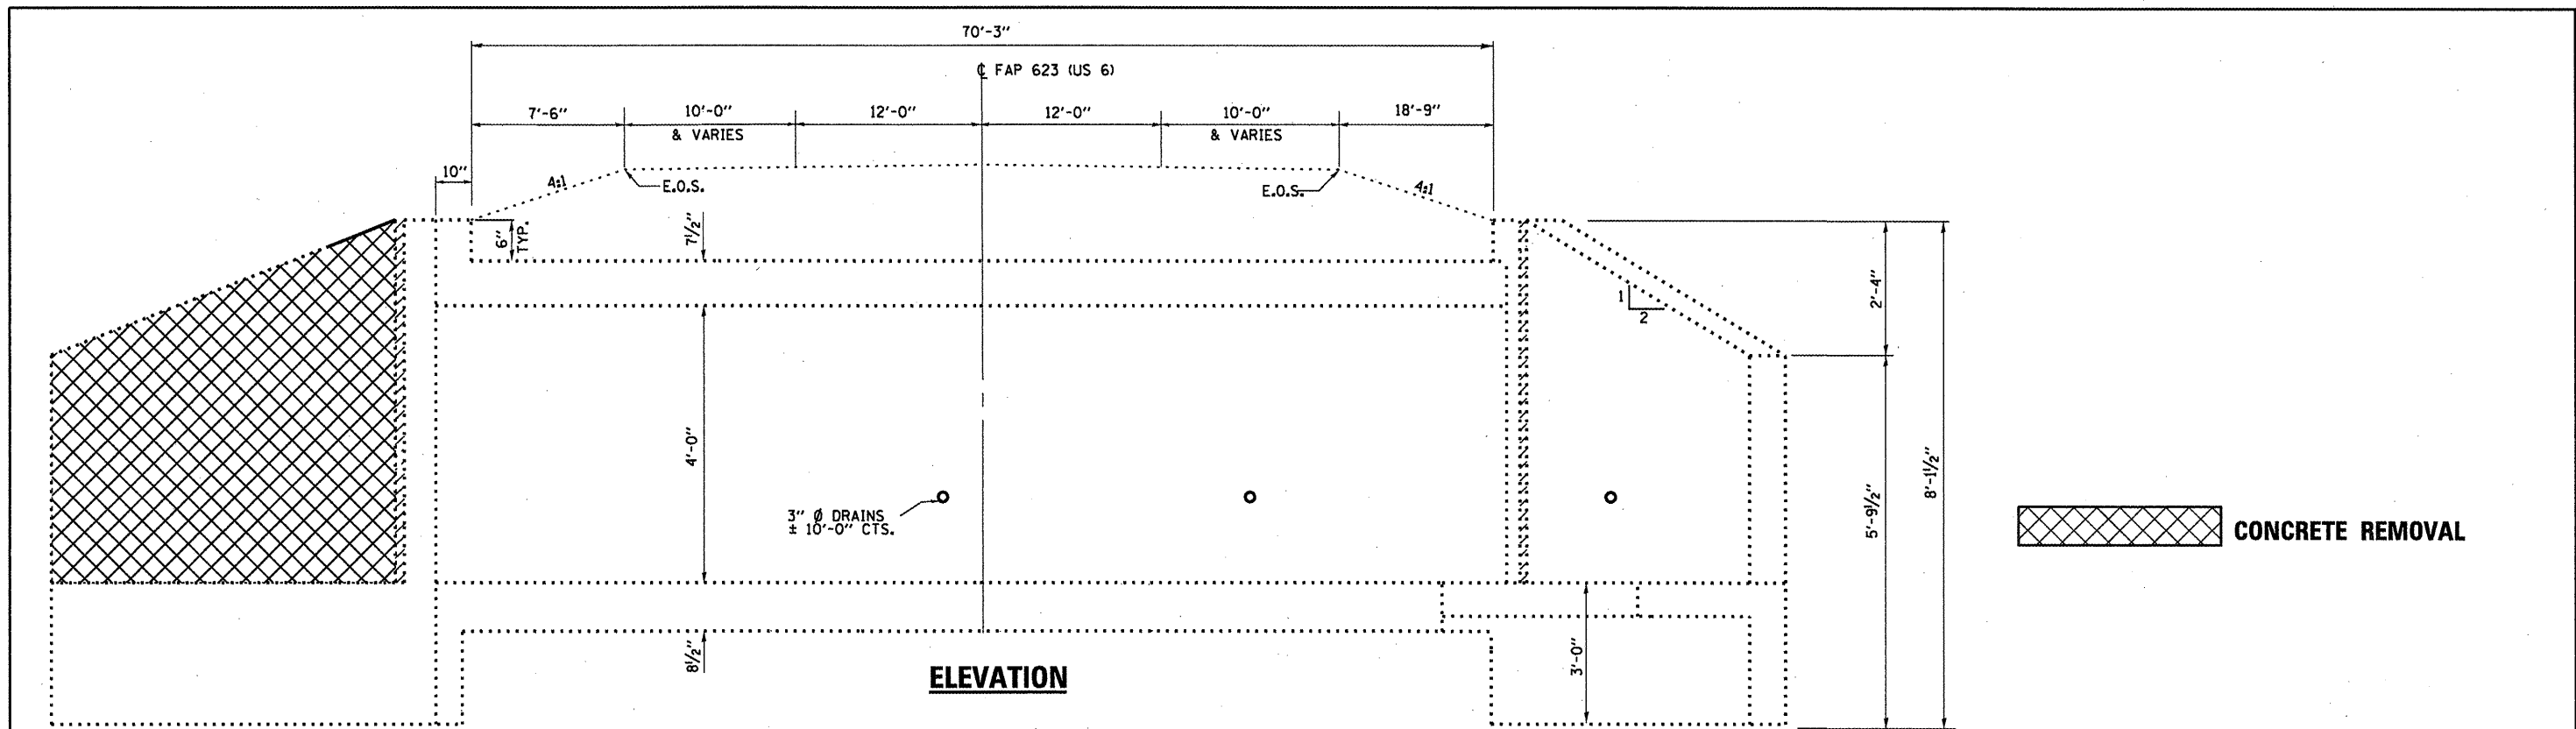 70'-3"
℄ FAP 623 (US 6)
7'-6" 10'-0" 12'-0" 12'-0" 10'-0" 18'-9"
& VARIES & VARIES
10"
4:1
E.O.S.
E.O.S.
4:1
6"
TYP.
7½"
1
2
2'-4"
4'-0"
3" Ø DRAINS
± 10'-0" CTS.
5'-9½"
8'-1½"
CONCRETE REMOVAL
8½"
3'-0"
ELEVATION